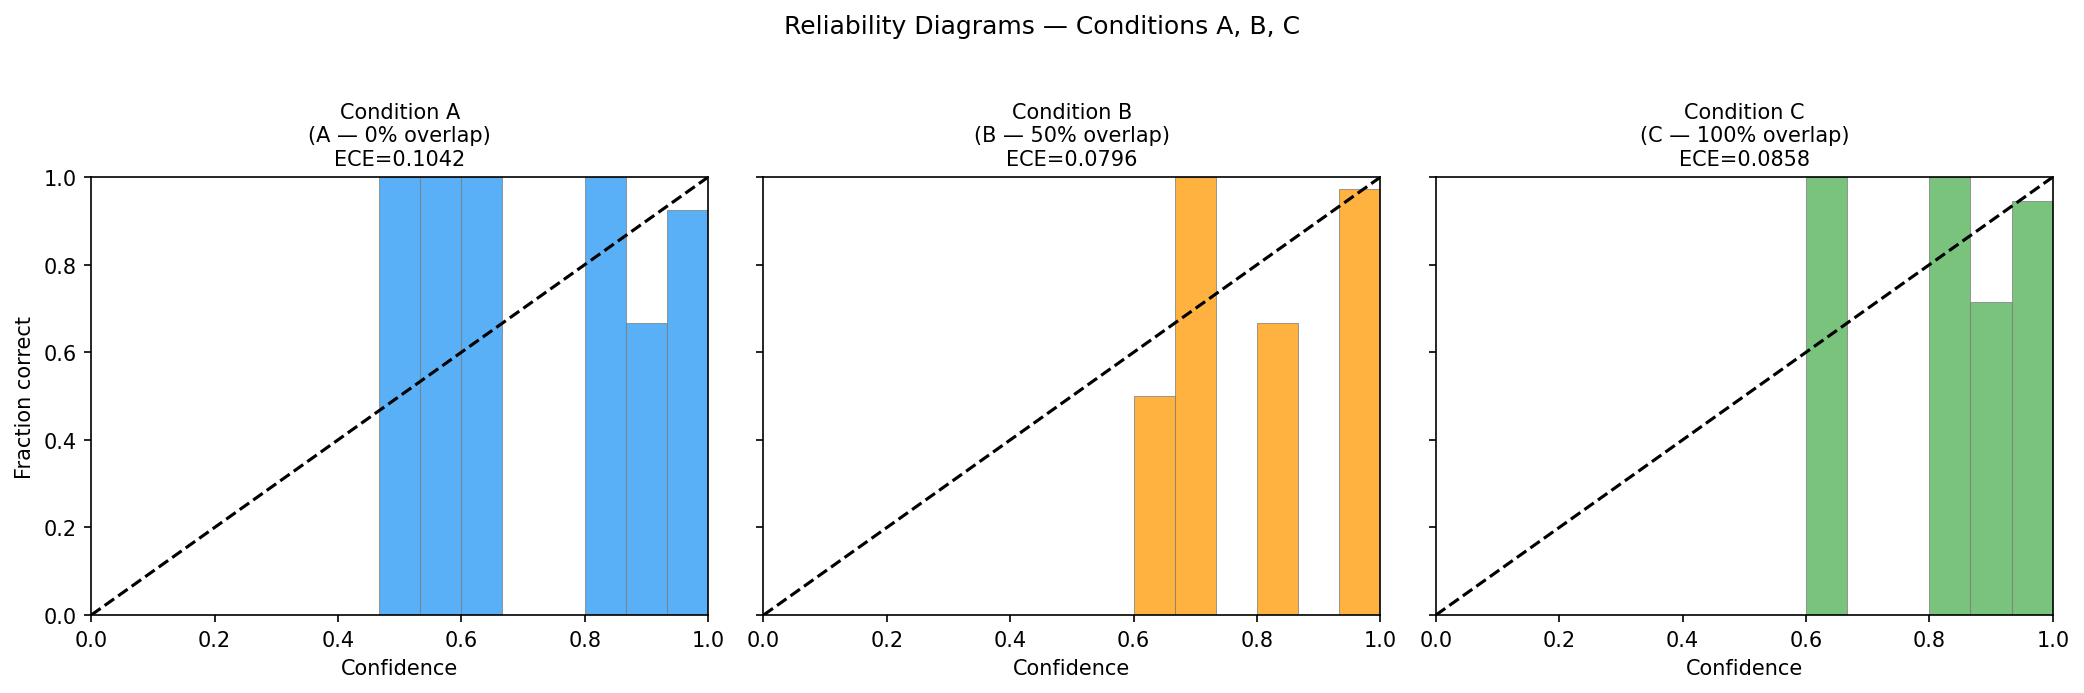 Reliability Diagrams — Conditions A, B, C
Condition A
(A — 0% overlap)
ECE=0.1042
Condition B
(B — 50% overlap)
ECE=0.0796
Condition C
(C — 100% overlap)
ECE=0.0858
Fraction correct
1.0
0.8
0.6
0.4
0.2
0.0
0.0 0.2 0.4 0.6 0.8 1.0
Confidence
0.0 0.2 0.4 0.6 0.8 1.0
Confidence
0.0 0.2 0.4 0.6 0.8 1.0
Confidence